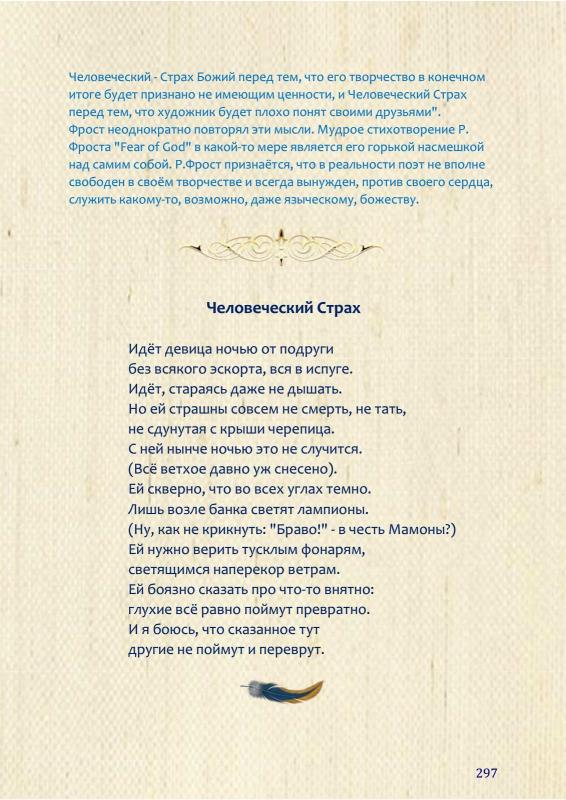 Человеческий - Страх Божий перед тем, что его творчество в конечном
итоге будет признано не имеющим ценности, и Человеческий Страх
перед тем, что художник будет плохо понят своими друзьями".
Фрост неоднократно повторял эти мысли. Мудрое стихотворение Р.
Фроста "Fear of God" в какой-то мере является его горькой насмешкой
над самим собой. Р.Фрост признаётся, что в реальности поэт не вполне
свободен в своём творчестве и всегда вынужден, против своего сердца,
служить какому-то, возможно, даже языческому, божеству.
Человеческий Страх
Идёт девица ночью от подруги
без всякого эскорта, вся в испуге.
Идёт, стараясь даже не дышать.
Но ей страшны совсем не смерть, не тать,
не сдунутая с крыши черепица.
С ней нынче ночью это не случится.
(Всё ветхое давно уж снесено).
Ей скверно, что во всех углах темно.
Лишь возле банка светят лампионы.
(Ну, как не крикнуть: "Браво!" - в честь Мамоны?)
Ей нужно верить тусклым фонарям,
светящимся наперекор ветрам.
Ей боязно сказать про что-то внятно:
глухие всё равно поймут превратно.
И я боюсь, что сказанное тут
другие не поймут и переврут.
297